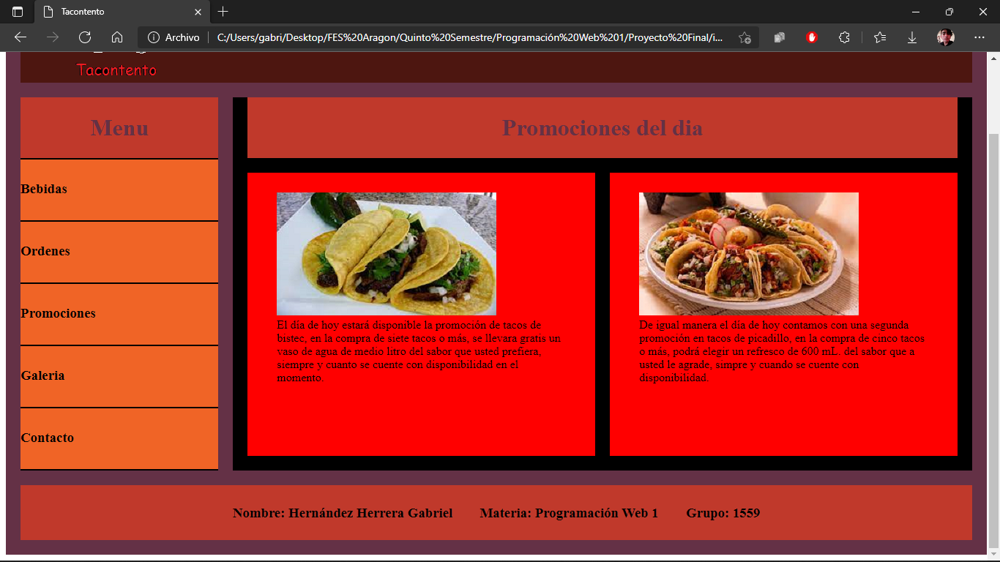 Tacontento
Archivo
C:/Users/gabri/Desktop/FES%20Aragon/Quinto%20Semestre/Programación%20Web%201/Proyecto%20Final/i...
Tacontento
Menu
Promociones del dia
Bebidas
Ordenes
Promociones
Galeria
Contacto
El día de hoy estará disponible la promoción de tacos de
bistec, en la compra de siete tacos o más, se llevara gratis un
vaso de agua de medio litro del sabor que usted prefiera,
siempre y cuanto se cuente con disponibilidad en el
momento.
De igual manera el día de hoy contamos con una segunda
promoción en tacos de picadillo, en la compra de cinco tacos
o más, podrá elegir un refresco de 600 mL. del sabor que a
usted le agrade, simpre y cuando se cuente con
disponibilidad.
Nombre: Hernández Herrera Gabriel Materia: Programación Web 1 Grupo: 1559